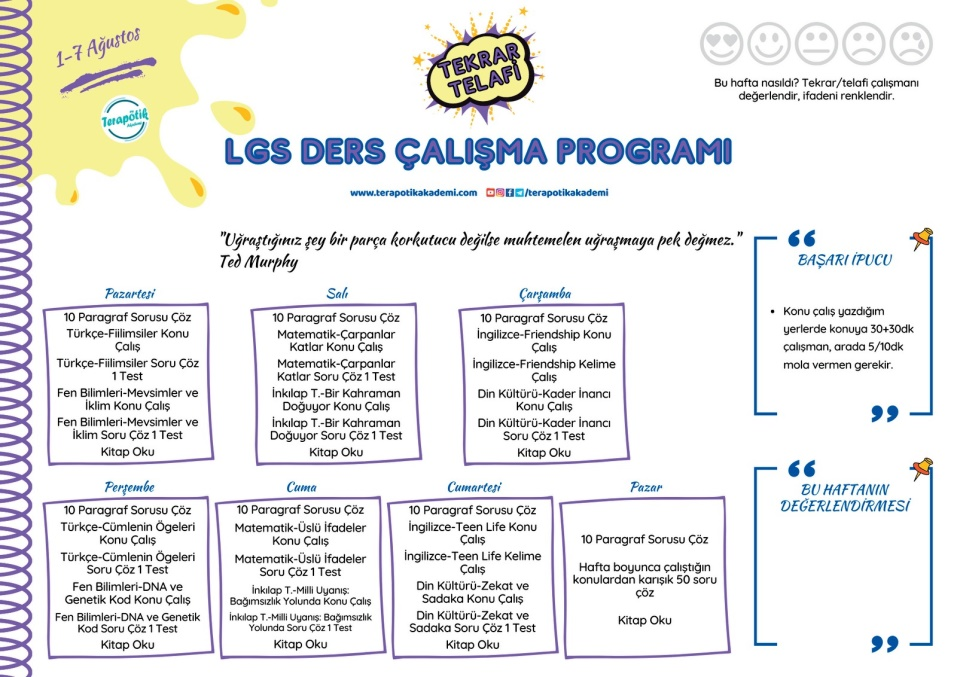 1-7 Ağustos
Terapötik
Akademi
TEKRAR
TELAFİ
Bu hafta nasıldı? Tekrar/telafi çalışmanı
değerlendir, ifadeni renklendir.
LGS DERS ÇALIŞMA PROGRAMI
www.terapotikakademi.com /terapotikakademi
"Uğraştığınız şey bir parça korkutucu değilse muhtemelen uğraşmaya pek değmez."
Ted Murphy
BAŞARI İPUCU
Konu çalış yazdığım
yerlerde konuya 30+30dk
çalışman, arada 5/10dk
mola vermen gerekir.
Pazartesi
10 Paragraf Sorusu Çöz
Türkçe-Fiilimsiler Konu
Çalış
Türkçe-Fiilimsiler Soru Çöz
1 Test
Fen Bilimleri-Mevsimler ve
İklim Konu Çalış
Fen Bilimleri-Mevsimler ve
İklim Soru Çöz 1 Test
Kitap Oku
Salı
10 Paragraf Sorusu Çöz
Matematik-Çarpanlar
Katlar Konu Çalış
Matematik-Çarpanlar
Katlar Soru Çöz 1 Test
İnkılap T.-Bir Kahraman
Doğuyor Konu Çalış
İnkılap T.-Bir Kahraman
Doğuyor Soru Çöz 1 Test
Kitap Oku
Çarşamba
10 Paragraf Sorusu Çöz
İngilizce-Friendship Konu
Çalış
İngilizce-Friendship Kelime
Çalış
Din Kültürü-Kader İnancı
Konu Çalış
Din Kültürü-Kader İnancı
Soru Çöz 1 Test
Kitap Oku
Perşembe
10 Paragraf Sorusu Çöz
Türkçe-Cümlenin Ögeleri
Konu Çalış
Türkçe-Cümlenin Ögeleri
Soru Çöz 1 Test
Fen Bilimleri-DNA ve
Genetik Kod Konu Çalış
Fen Bilimleri-DNA ve Genetik
Kod Soru Çöz 1 Test
Kitap Oku
Cuma
10 Paragraf Sorusu Çöz
Matematik-Üslü İfadeler
Konu Çalış
Matematik-Üslü İfadeler
Soru Çöz 1 Test
İnkılap T.-Milli Uyanış:
Bağımsızlık Yolunda Konu Çalış
İnkılap T.-Milli Uyanış: Bağımsızlık
Yolunda Soru Çöz 1 Test
Kitap Oku
Cumartesi
10 Paragraf Sorusu Çöz
İngilizce-Teen Life Konu
Çalış
İngilizce-Teen Life Kelime
Çalış
Din Kültürü-Zekat ve
Sadaka Konu Çalış
Din Kültürü-Zekat ve
Sadaka Soru Çöz 1 Test
Kitap Oku
Pazar
10 Paragraf Sorusu Çöz
Hafta boyunca çalıştığın
konulardan karışık 50 soru
çöz
Kitap Oku
BU HAFTANIN
DEĞERLENDİRMESİ